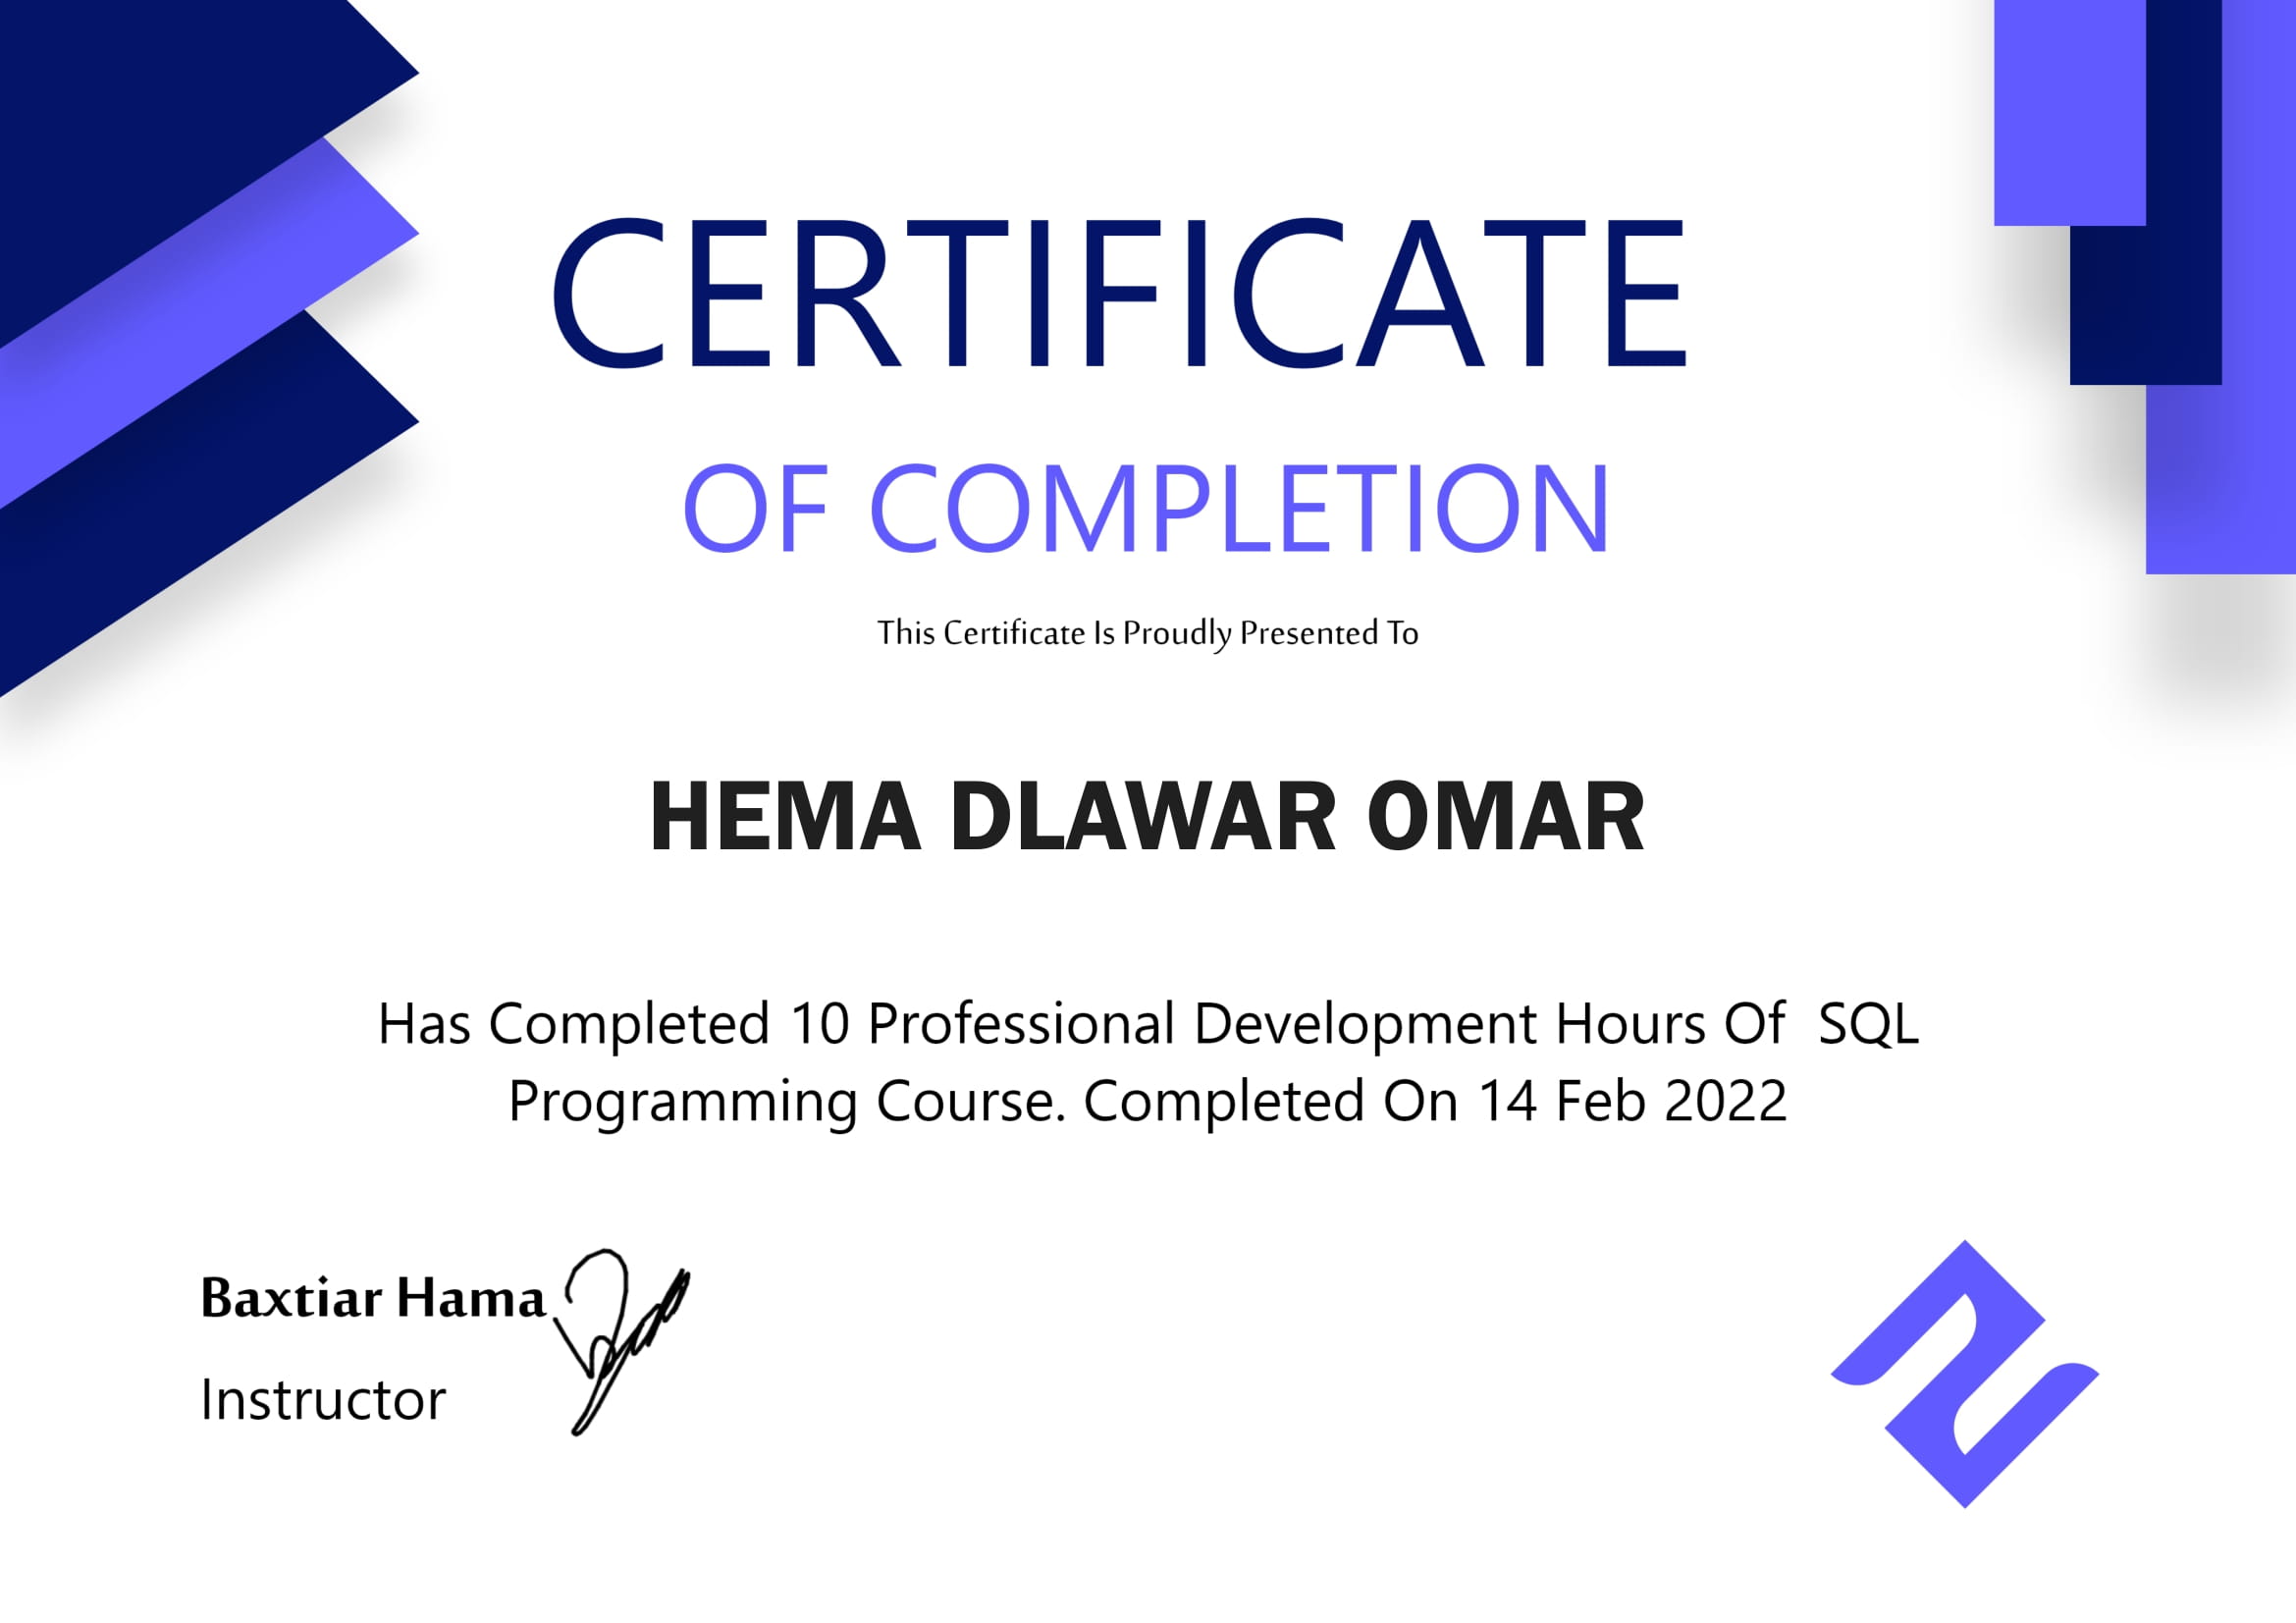 CERTIFICATE
OF COMPLETION
This Certificate Is Proudly Presented To
HEMA DLAWAR OMAR
Has Completed 10 Professional Development Hours Of  SQL
Programming Course. Completed On 14 Feb 2022
Baxtiar Hama
Instructor